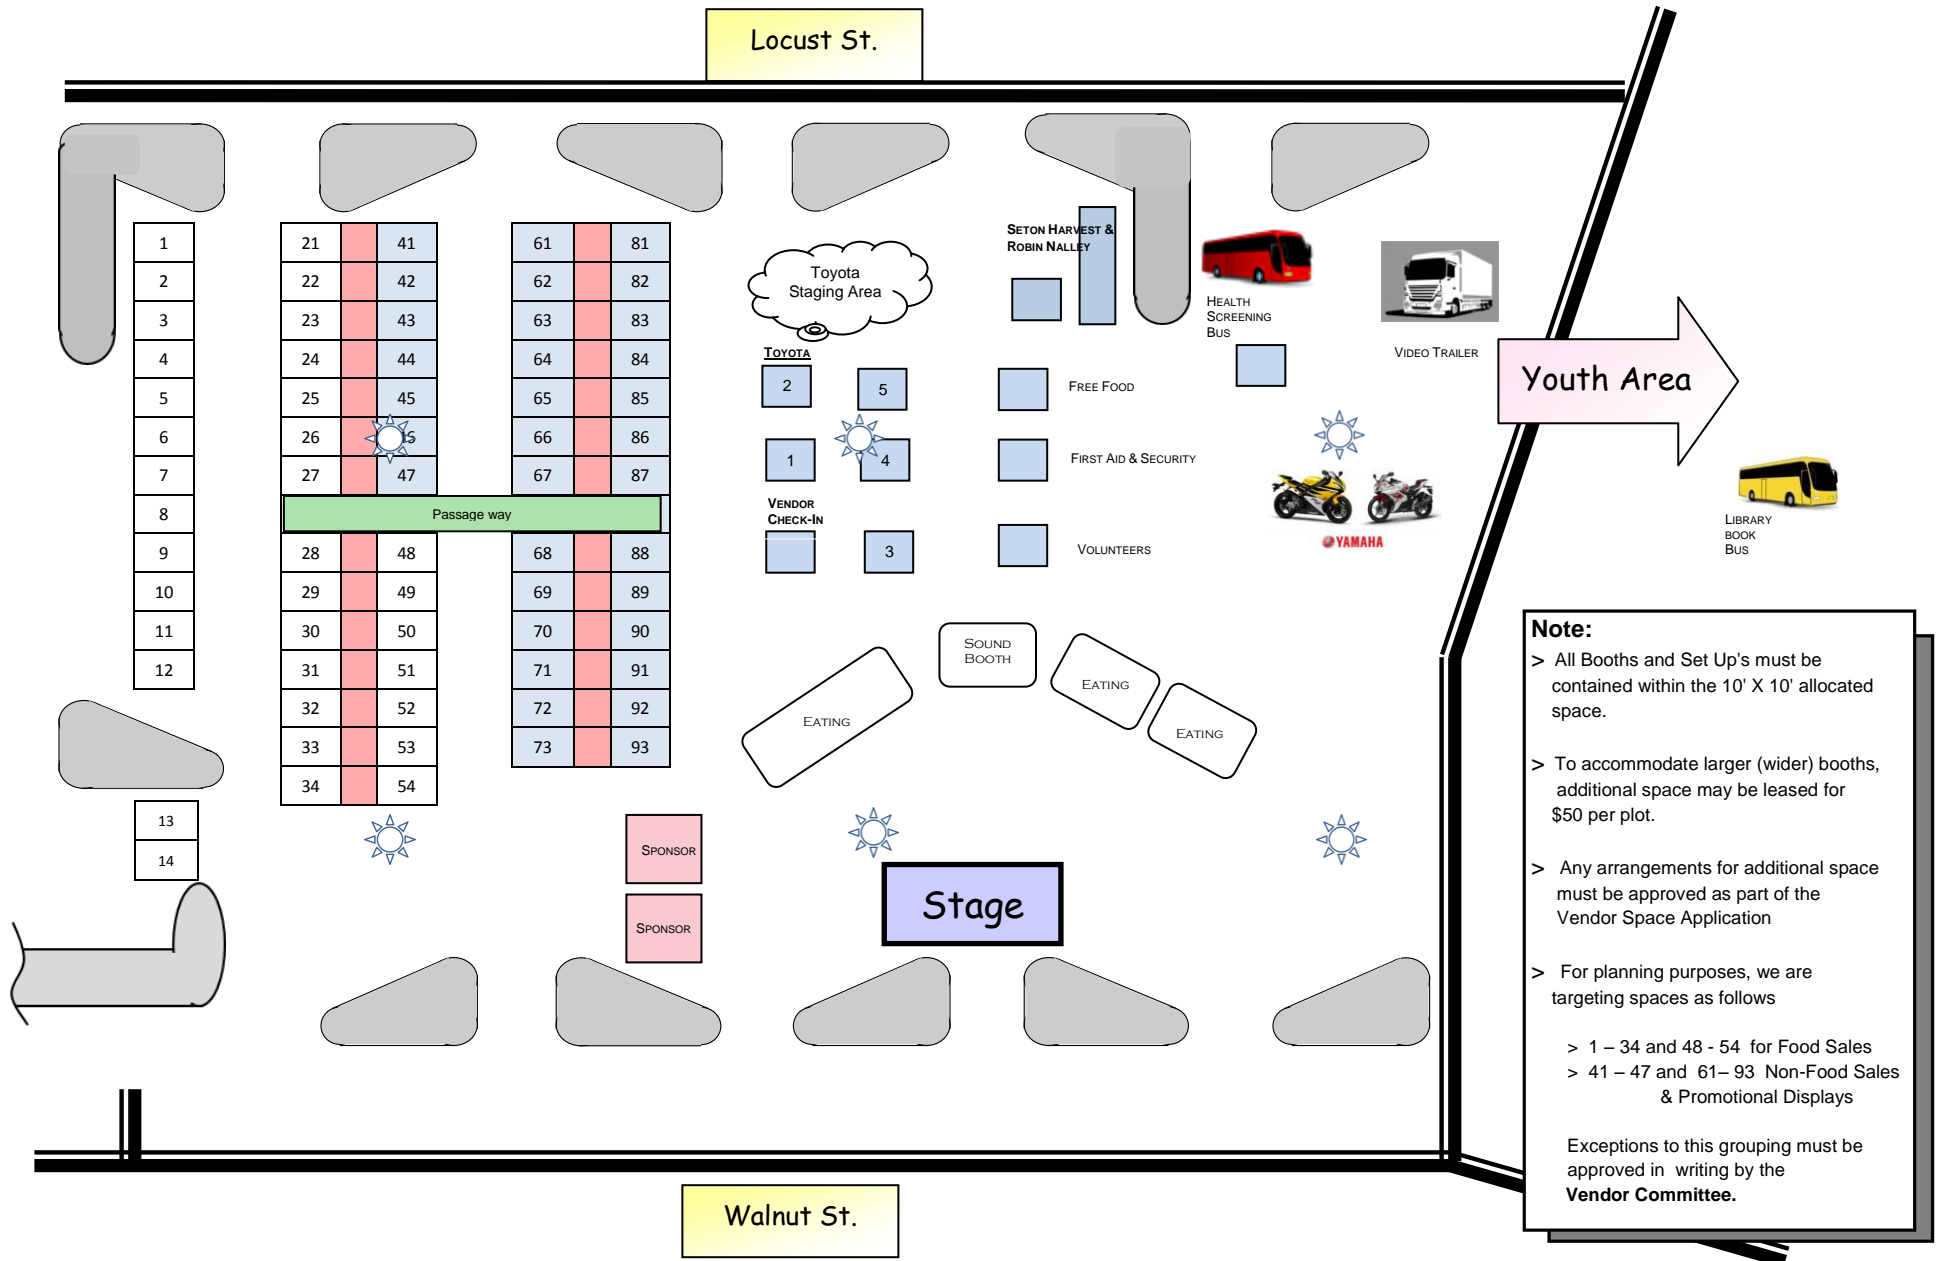 Locust St.
1
2
3
4
5
6
7
8
9
10
11
12
13
14
21 41
22 42
23 43
24 44
25 45
26
27 47
Passage way
28 48
29 49
30 50
31 51
32 52
33 53
34 54
61 81
62 82
63 83
64 84
65 85
66 86
67 87
68 88
69 89
70 90
71 91
72 92
73 93
Toyota
Staging Area
TOYOTA
2 5
1 4
VENDOR
CHECK-IN
3
SETON HARVEST &
ROBIN NALLEY
FREE FOOD
FIRST AID & SECURITY
VOLUNTEERS
HEALTH
SCREENING
BUS
VIDEO TRAILER
YAMAHA
Youth Area
LIBRARY
BOOK
BUS
SOUND
BOOTH
EATING
EATING
EATING
SPONSOR
SPONSOR
Stage
Note:
> All Booths and Set Up's must be
contained within the 10' X 10' allocated
space.
> To accommodate larger (wider) booths,
additional space may be leased for
$50 per plot.
> Any arrangements for additional space
must be approved as part of the
Vendor Space Application
> For planning purposes, we are
targeting spaces as follows
> 1 – 34 and 48 - 54 for Food Sales
> 41 – 47 and 61– 93 Non-Food Sales
& Promotional Displays
Exceptions to this grouping must be
approved in writing by the
Vendor Committee.
Walnut St.